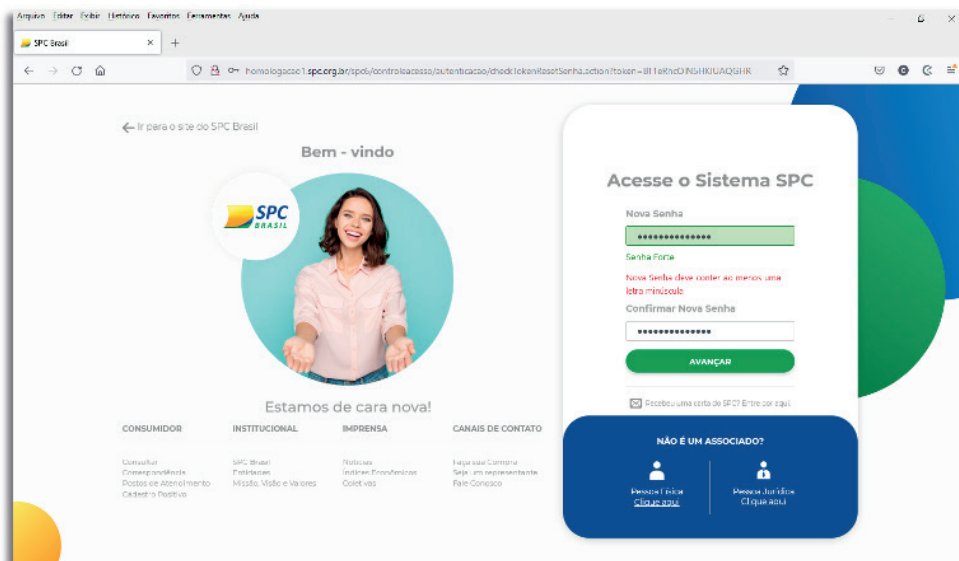 Arquivo Editar Exibir Histórico Favoritos Ferramentas Ajuda
SPC Brasil
homologacao1.spc.org.br/spc6/controleacesso/autenticacao/checkTokenResetSenha.action?token=
Ir para o site do SPC Brasil
Bem - vindo
SPC
BRASIL
Estamos de cara nova!
CONSUMIDOR INSTITUCIONAL IMPRENSA CANAIS DE CONTATO
Consultar SPC Brasil Notícias Faça sua Compra
Correspondência Entidades Índices Econômicos Seja um representante
Postos de Atendimento Missão, Visão e Valores Coletivas Fale Conosco
Cadastro Positivo
Acesse o Sistema SPC
Nova Senha
Senha Forte
Nova Senha deve conter ao menos uma
letra minúscula
Confirmar Nova Senha
AVANÇAR
Recebeu uma carta do SPC? Entre por aqui.
NÃO É UM ASSOCIADO?
Pessoa Física Pessoa Jurídica
Clique aqui Clique aqui